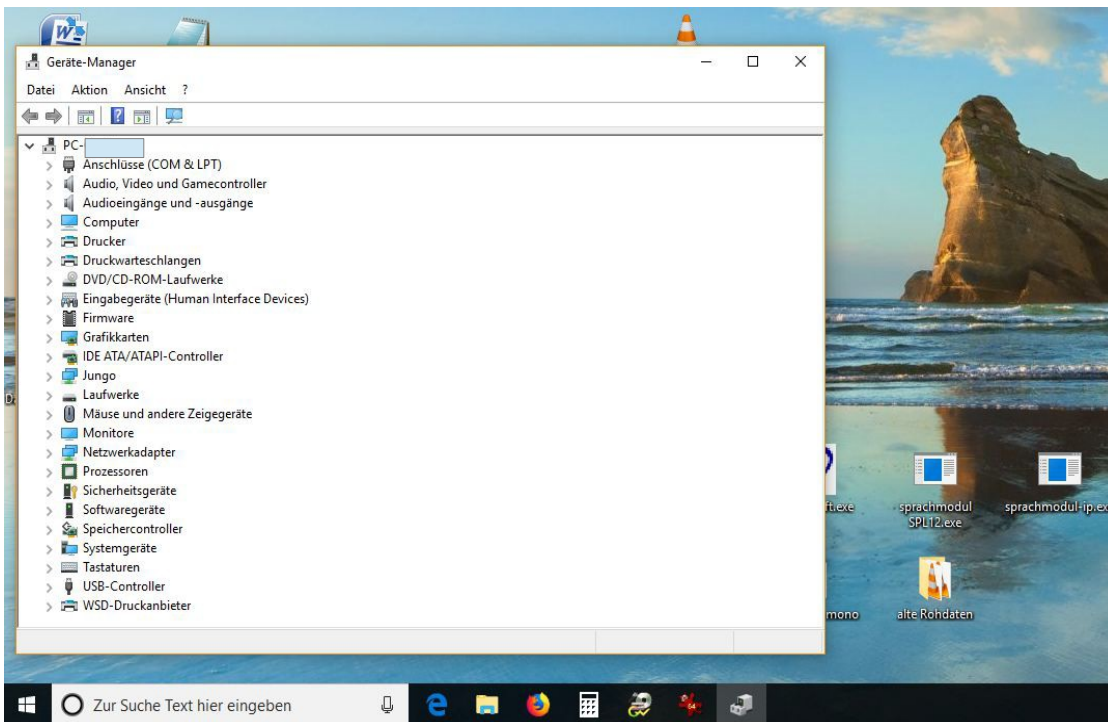 Geräte-Manager
Datei Aktion Ansicht ?
PC-
Anschlüsse (COM & LPT)
Audio, Video und Gamecontroller
Audioeingänge und -ausgänge
Computer
Drucker
Druckwarteschlangen
DVD/CD-ROM-Laufwerke
Eingabegeräte (Human Interface Devices)
Firmware
Grafikkarten
IDE ATA/ATAPI-Controller
Jungo
Laufwerke
Mäuse und andere Zeigegeräte
Monitore
Netzwerkadapter
Prozessoren
Sicherheitsgeräte
Softwaregeräte
Speichercontroller
Systemgeräte
Tastaturen
USB-Controller
WSD-Druckanbieter
ft.exe
sprachmodul
SPL12.exe
sprachmodul-ip.ex
mono
alte Rohdaten
Zur Suche Text hier eingeben
64